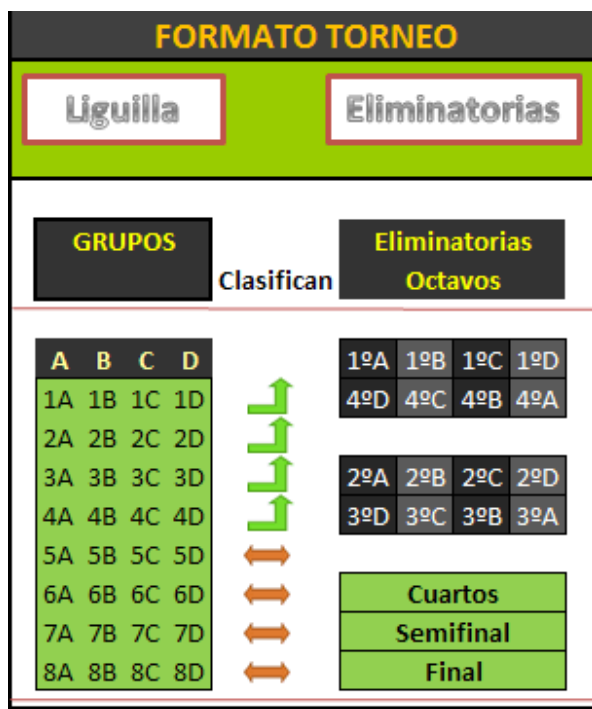 FORMATO TORNEO
Liguilla Eliminatorias
GRUPOS Eliminatorias
Clasifican Octavos
A B C D 1ºA 1ºB 1ºC 1ºD
1A 1B 1C 1D 4ºD 4ºC 4ºB 4ºA
2A 2B 2C 2D
3A 3B 3C 3D 2ºA 2ºB 2ºC 2ºD
4A 4B 4C 4D 3ºD 3ºC 3ºB 3ºA
5A 5B 5C 5D
6A 6B 6C 6D Cuartos
7A 7B 7C 7D Semifinal
8A 8B 8C 8D Final